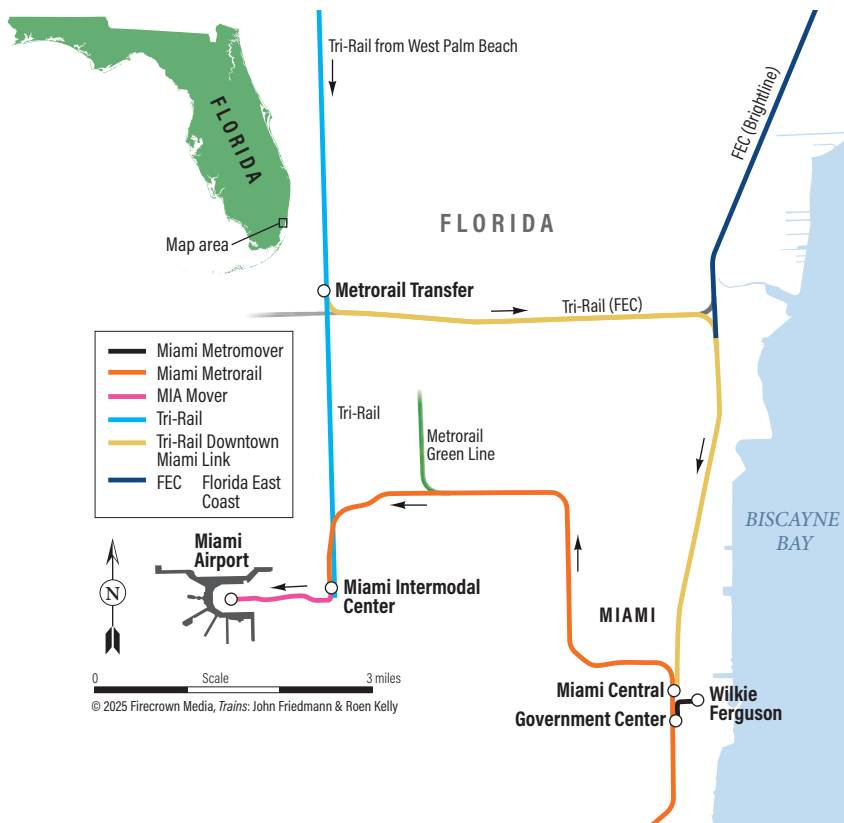 Tri-Rail from West Palm Beach
FLORIDA
Map area
FLORIDA
FEC (Brightline)
Metrorail Transfer
Tri-Rail (FEC)
Miami Metromover
Miami Metrorail
MIA Mover
Tri-Rail
Tri-Rail Downtown
Miami Link
FEC Florida East
Coast
Tri-Rail
Metrorail
Green Line
BISCAYNE
BAY
Miami
Airport
N
Miami Intermodal
Center
MIAMI
0 Scale 3 miles
© 2025 Firecrown Media, Trains: John Friedmann & Roen Kelly
Miami Central
Government Center
Wilkie
Ferguson